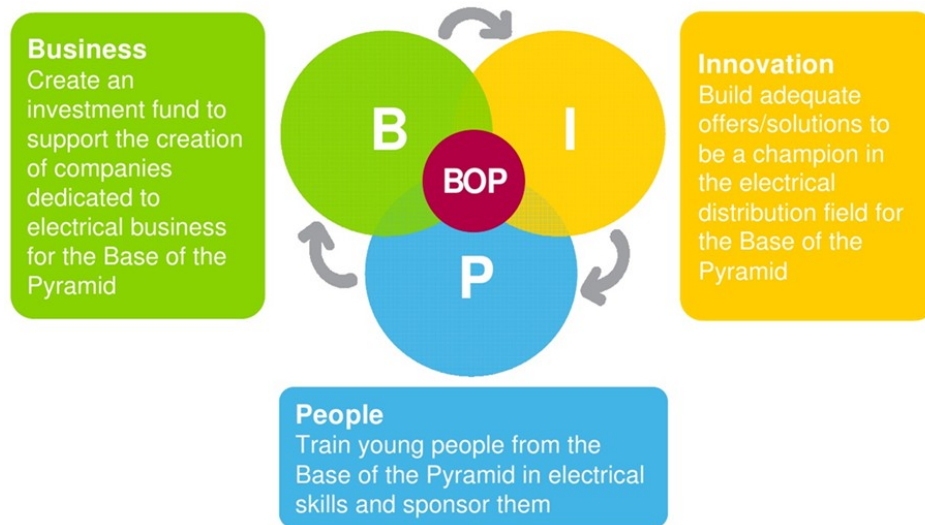 Business
Create an
investment fund to
support the creation
of companies
dedicated to
electrical business
for the Base of the
Pyramid
B
I
BOP
P
Innovation
Build adequate
offers/solutions to
be a champion in
the electrical
distribution field for
the Base of the
Pyramid
People
Train young people from the
Base of the Pyramid in electrical
skills and sponsor them